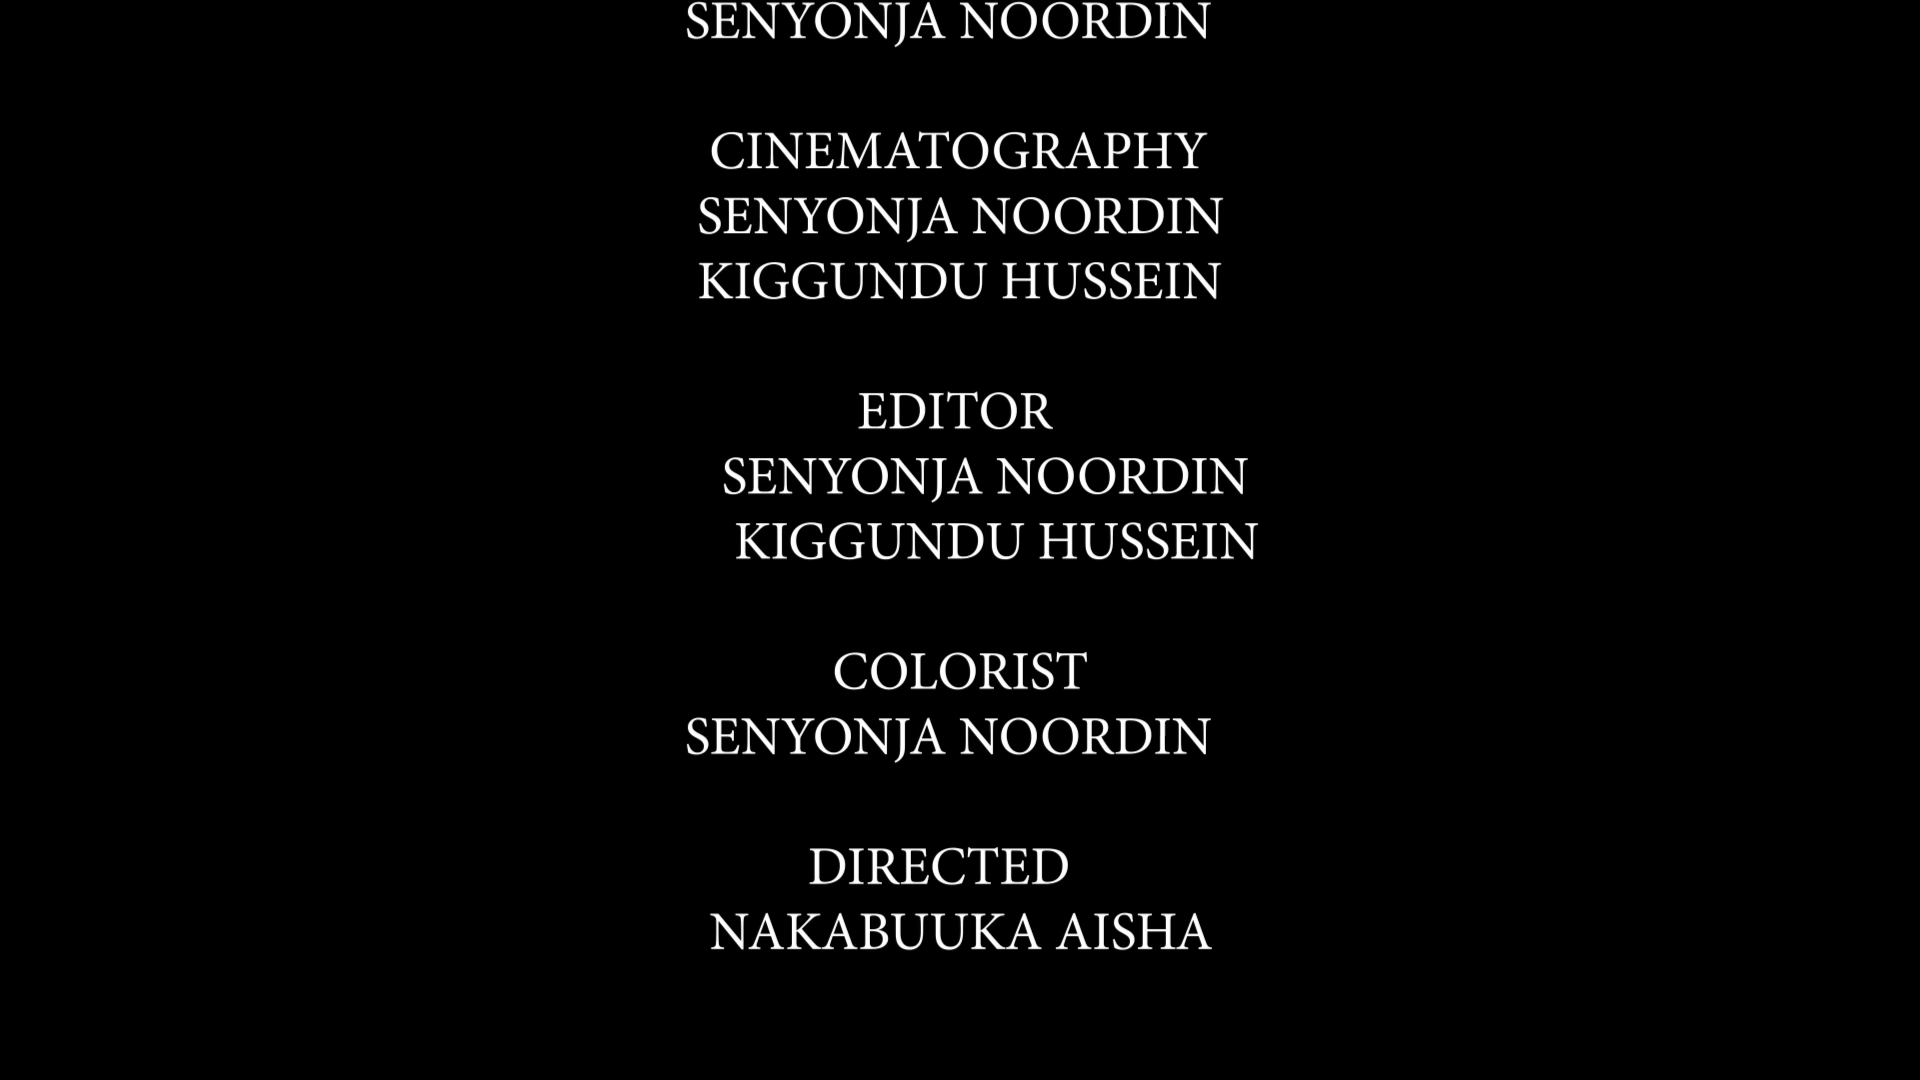 SENYONJA NOORDIN
CINEMATOGRAPHY
SENYONJA NOORDIN
KIGGUNDU HUSSEIN
EDITOR
SENYONJA NOORDIN
KIGGUNDU HUSSEIN
COLORIST
SENYONJA NOORDIN
DIRECTED
NAKABUUKA AISHA